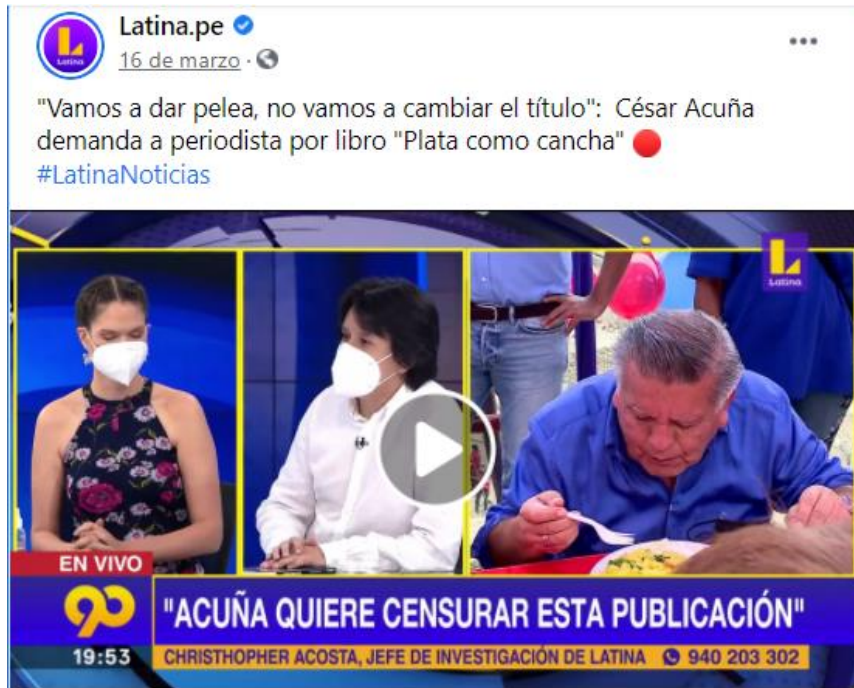 Latina
Latina.pe
16 de marzo ·
"Vamos a dar pelea, no vamos a cambiar el título": César Acuña
demanda a periodista por libro "Plata como cancha"
#LatinaNoticias
Latina
EN VIVO
90
"ACUÑA QUIERE CENSURAR ESTA PUBLICACIÓN"
19:53
CHRISTHOPHER ACOSTA, JEFE DE INVESTIGACIÓN DE LATINA 940 203 302